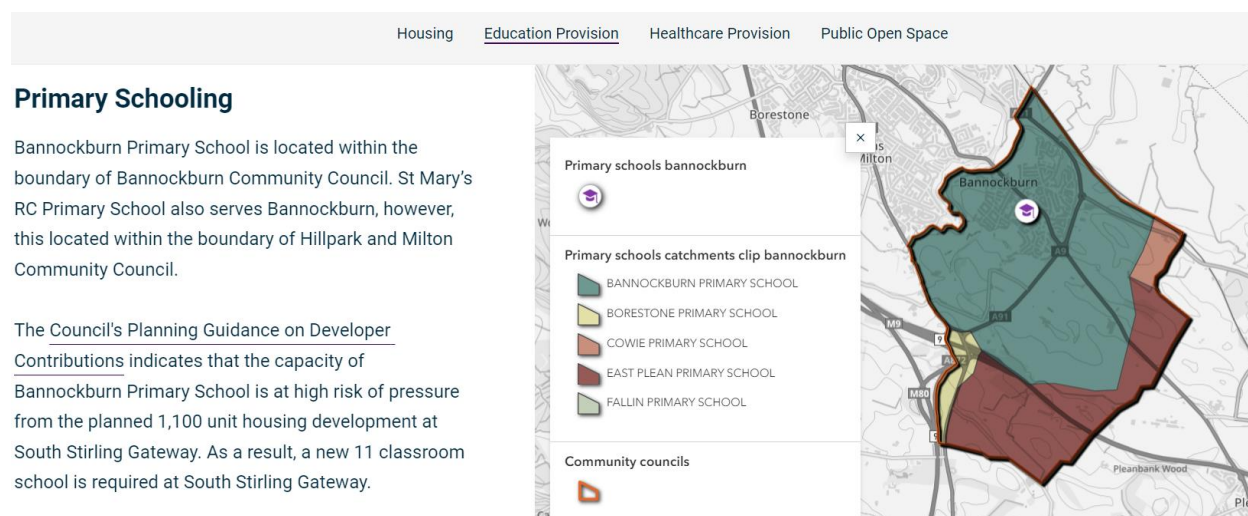 Housing Education Provision Healthcare Provision Public Open Space
Primary Schooling
Bannockburn Primary School is located within the
boundary of Bannockburn Community Council. St Mary's
RC Primary School also serves Bannockburn, however,
this located within the boundary of Hillpark and Milton
Community Council.
The Council's Planning Guidance on Developer
Contributions indicates that the capacity of
Bannockburn Primary School is at high risk of pressure
from the planned 1,100 unit housing development at
South Stirling Gateway. As a result, a new 11 classroom
school is required at South Stirling Gateway.
Primary schools bannockburn
Primary schools catchments clip bannockburn
BANNOCKBURN PRIMARY SCHOOL
BORESTONE PRIMARY SCHOOL
COWIE PRIMARY SCHOOL
EAST PLEAN PRIMARY SCHOOL
FALLIN PRIMARY SCHOOL
Community councils
Borestone
Milton
Bannockburn
A91
A9
A91
M9
9
M80
9
Pleanbank Wood